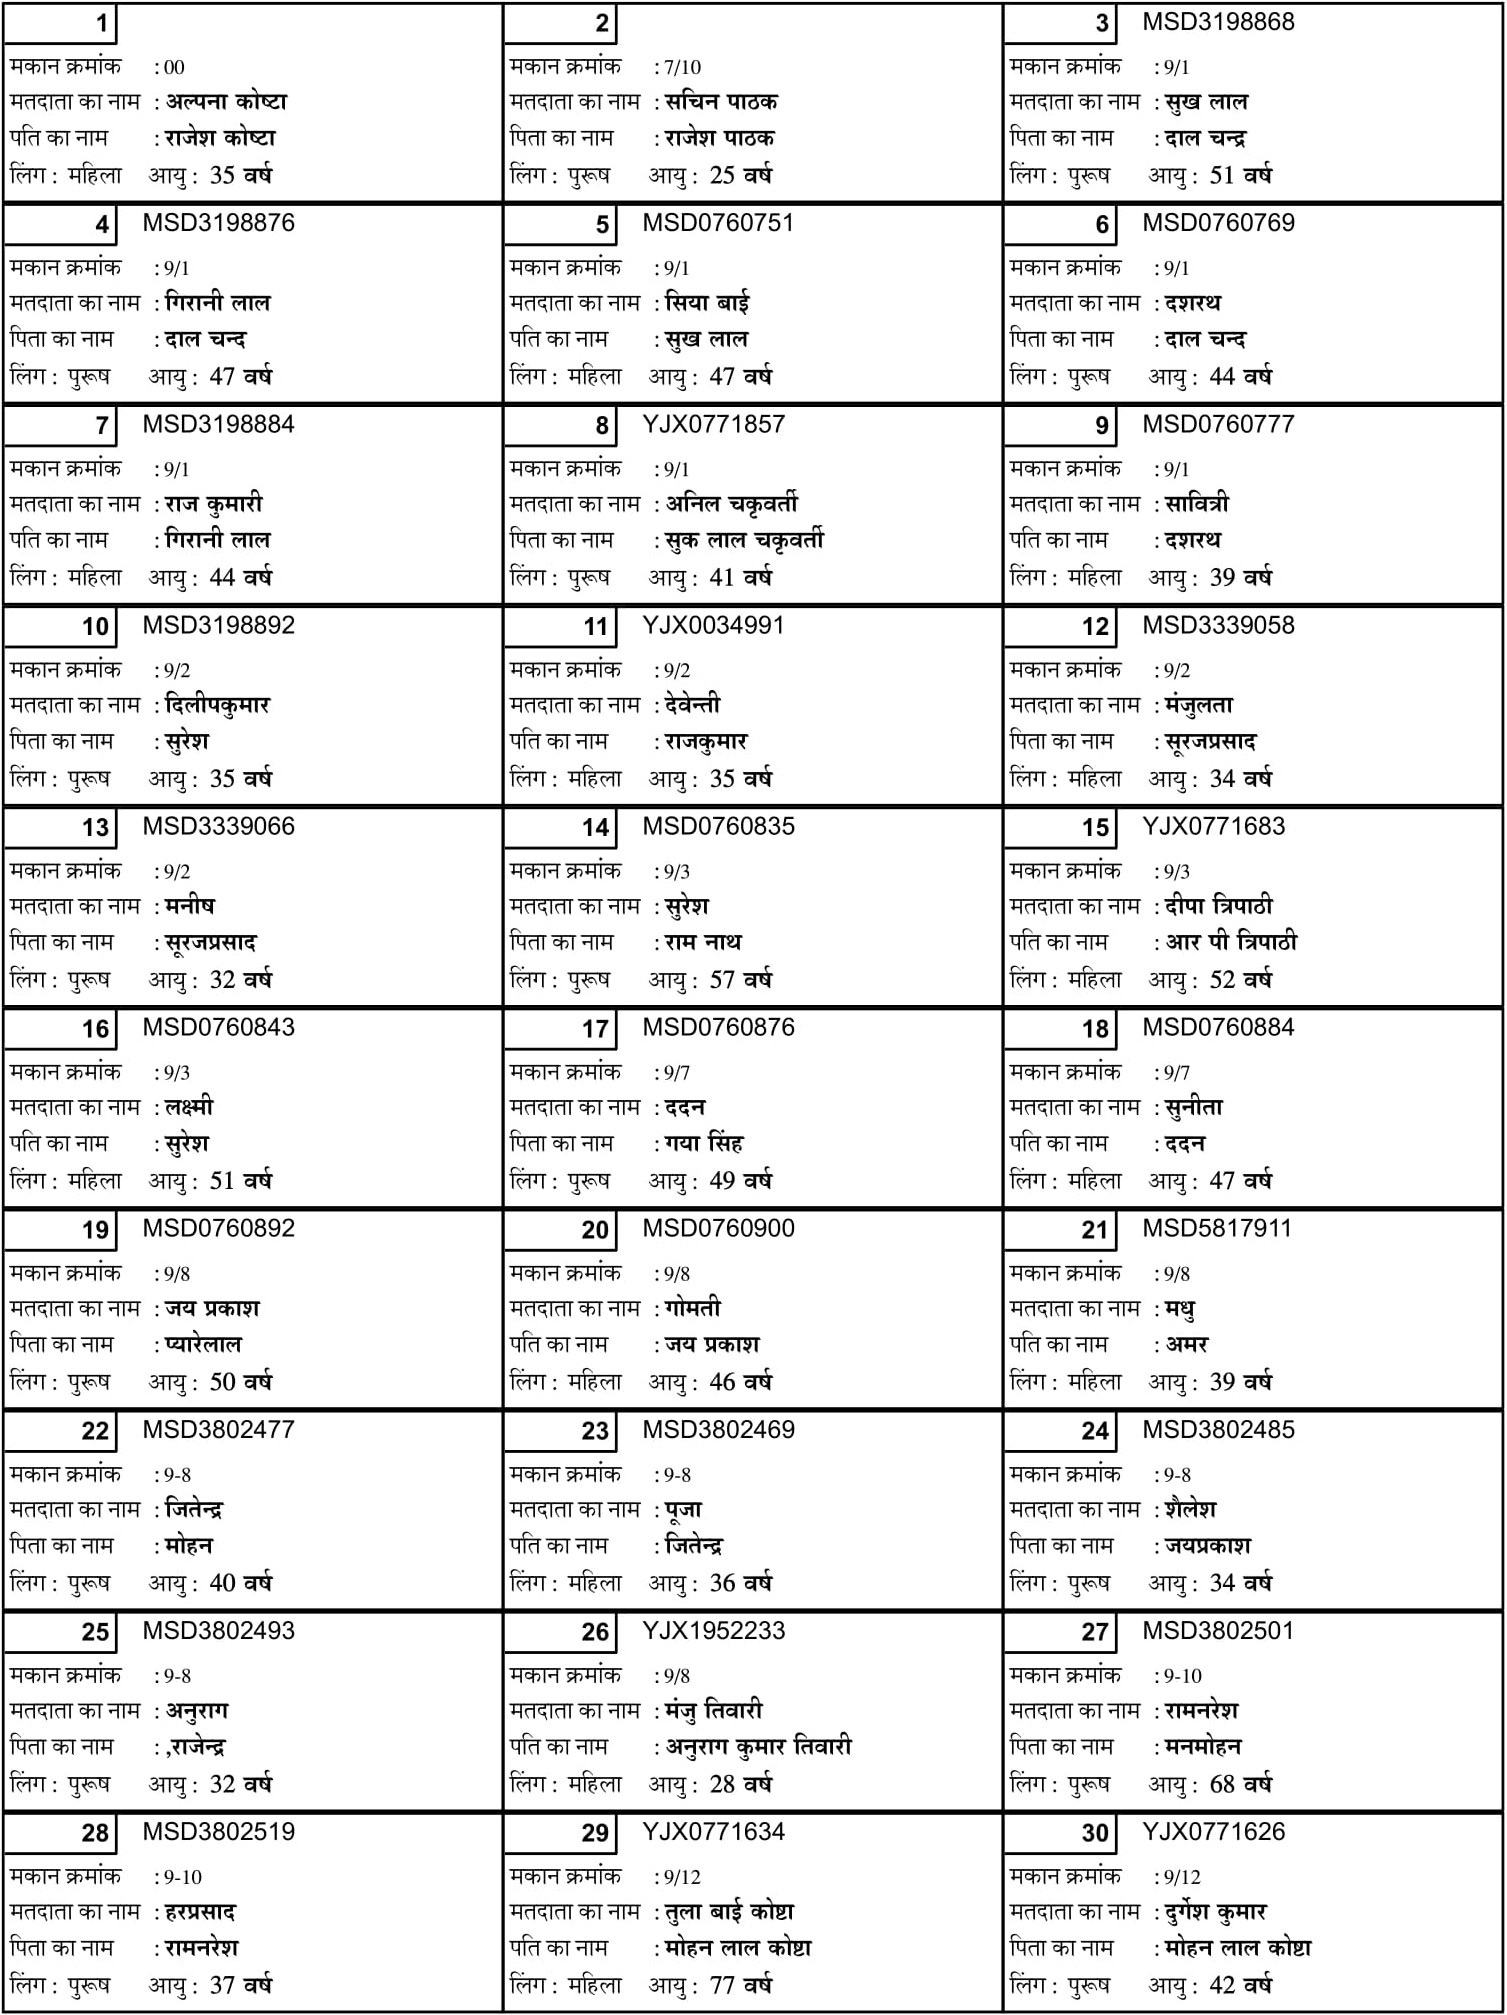 1
मकान क्रमांक : 00
मतदाता का नाम : अल्पना कोष्टा
पति का नाम : राजेश कोष्टा
लिंग : महिला आयु : 35 वर्ष
2
मकान क्रमांक : 7/10
मतदाता का नाम : सचिन पाठक
पिता का नाम : राजेश पाठक
लिंग : पुरूष आयु : 25 वर्ष
3 MSD3198868
मकान क्रमांक : 9/1
मतदाता का नाम : सुख लाल
पिता का नाम : दाल चन्द्र
लिंग : पुरूष आयु : 51 वर्ष
4 MSD3198876
मकान क्रमांक : 9/1
मतदाता का नाम : गिरानी लाल
पिता का नाम : दाल चन्द
लिंग : पुरूष आयु : 47 वर्ष
5 MSD0760751
मकान क्रमांक : 9/1
मतदाता का नाम : सिया बाई
पति का नाम : सुख लाल
लिंग : महिला आयु : 47 वर्ष
6 MSD0760769
मकान क्रमांक : 9/1
मतदाता का नाम : दशरथ
पिता का नाम : दाल चन्द
लिंग : पुरूष आयु : 44 वर्ष
7 MSD3198884
मकान क्रमांक : 9/1
मतदाता का नाम : राज कुमारी
पति का नाम : गिरानी लाल
लिंग : महिला आयु : 44 वर्ष
8 YJX0771857
मकान क्रमांक : 9/1
मतदाता का नाम : अनिल चकृवर्ती
पिता का नाम : सुक लाल चकृवर्ती
लिंग : पुरूष आयु : 41 वर्ष
9 MSD0760777
मकान क्रमांक : 9/1
मतदाता का नाम : सावित्री
पति का नाम : दशरथ
लिंग : महिला आयु : 39 वर्ष
10 MSD3198892
मकान क्रमांक : 9/2
मतदाता का नाम : दिलीपकुमार
पिता का नाम : सुरेश
लिंग : पुरूष आयु : 35 वर्ष
11 YJX0034991
मकान क्रमांक : 9/2
मतदाता का नाम : देवेन्ती
पति का नाम : राजकुमार
लिंग : महिला आयु : 35 वर्ष
12 MSD3339058
मकान क्रमांक : 9/2
मतदाता का नाम : मंजुलता
पिता का नाम : सूरजप्रसाद
लिंग : महिला आयु : 34 वर्ष
13 MSD3339066
मकान क्रमांक : 9/2
मतदाता का नाम : मनीष
पिता का नाम : सूरजप्रसाद
लिंग : पुरूष आयु : 32 वर्ष
14 MSD0760835
मकान क्रमांक : 9/3
मतदाता का नाम : सुरेश
पिता का नाम : राम नाथ
लिंग : पुरूष आयु : 57 वर्ष
15 YJX0771683
मकान क्रमांक : 9/3
मतदाता का नाम : दीपा त्रिपाठी
पति का नाम : आर पी त्रिपाठी
लिंग : महिला आयु : 52 वर्ष
16 MSD0760843
मकान क्रमांक : 9/3
मतदाता का नाम : लक्ष्मी
पति का नाम : सुरेश
लिंग : महिला आयु : 51 वर्ष
17 MSD0760876
मकान क्रमांक : 9/7
मतदाता का नाम : ददन
पिता का नाम : गया सिंह
लिंग : पुरूष आयु : 49 वर्ष
18 MSD0760884
मकान क्रमांक : 9/7
मतदाता का नाम : सुनीता
पति का नाम : ददन
लिंग : महिला आयु : 47 वर्ष
19 MSD0760892
मकान क्रमांक : 9/8
मतदाता का नाम : जय प्रकाश
पिता का नाम : प्यारेलाल
लिंग : पुरूष आयु : 50 वर्ष
20 MSD0760900
मकान क्रमांक : 9/8
मतदाता का नाम : गोमती
पति का नाम : जय प्रकाश
लिंग : महिला आयु : 46 वर्ष
21 MSD5817911
मकान क्रमांक : 9/8
मतदाता का नाम : मधु
पति का नाम : अमर
लिंग : महिला आयु : 39 वर्ष
22 MSD3802477
मकान क्रमांक : 9-8
मतदाता का नाम : जितेन्द्र
पिता का नाम : मोहन
लिंग : पुरूष आयु : 40 वर्ष
23 MSD3802469
मकान क्रमांक : 9-8
मतदाता का नाम : पूजा
पति का नाम : जितेन्द्र
लिंग : महिला आयु : 36 वर्ष
24 MSD3802485
मकान क्रमांक : 9-8
मतदाता का नाम : शैलेश
पिता का नाम : जयप्रकाश
लिंग : पुरूष आयु : 34 वर्ष
25 MSD3802493
मकान क्रमांक : 9-8
मतदाता का नाम : अनुराग
पिता का नाम : ,राजेन्द्र
लिंग : पुरूष आयु : 32 वर्ष
26 YJX1952233
मकान क्रमांक : 9/8
मतदाता का नाम : मंजु तिवारी
पति का नाम : अनुराग कुमार तिवारी
लिंग : महिला आयु : 28 वर्ष
27 MSD3802501
मकान क्रमांक : 9-10
मतदाता का नाम : रामनरेश
पिता का नाम : मनमोहन
लिंग : पुरूष आयु : 68 वर्ष
28 MSD3802519
मकान क्रमांक : 9-10
मतदाता का नाम : हरप्रसाद
पिता का नाम : रामनरेश
लिंग : पुरूष आयु : 37 वर्ष
29 YJX0771634
मकान क्रमांक : 9/12
मतदाता का नाम : तुला बाई कोष्टा
पति का नाम : मोहन लाल कोष्टा
लिंग : महिला आयु : 77 वर्ष
30 YJX0771626
मकान क्रमांक : 9/12
मतदाता का नाम : दुर्गेश कुमार
पिता का नाम : मोहन लाल कोष्टा
लिंग : पुरूष आयु : 42 वर्ष